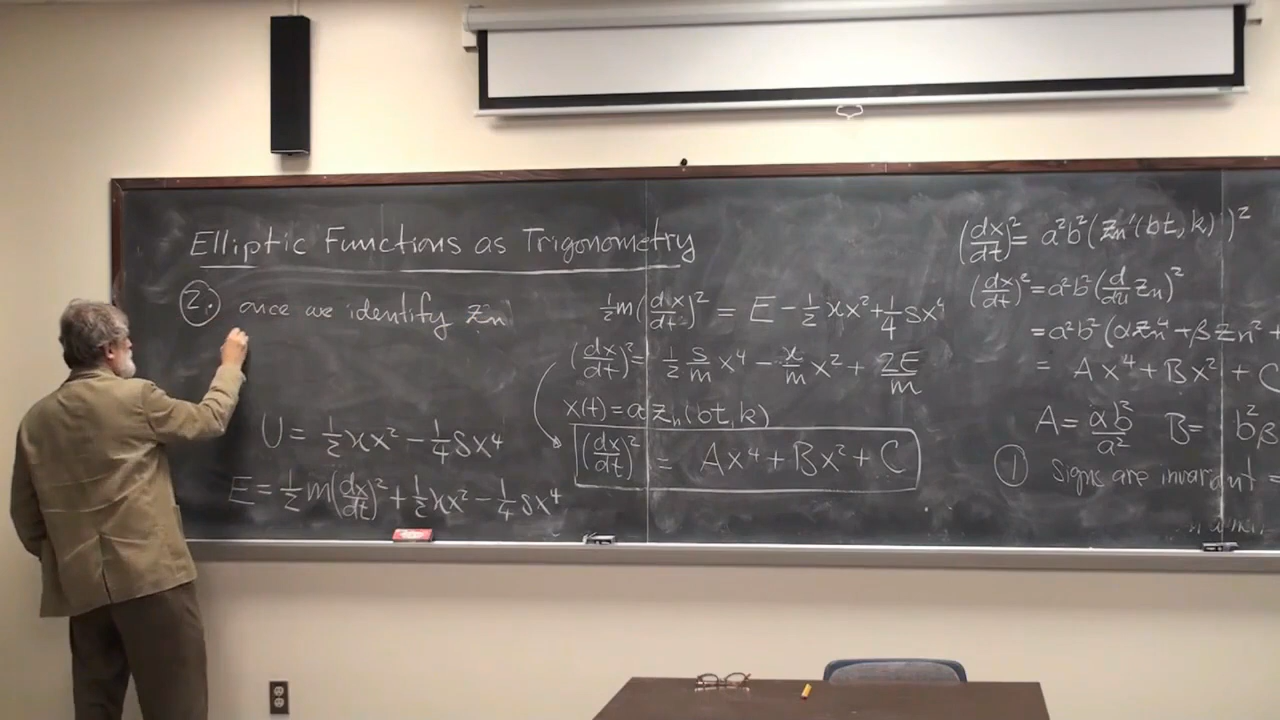 Elliptic Functions as Trigonometry
2. once we identify zn
U = ½ϰx² - ¼sx⁴
E = ½m(dx/dt)² + ½ϰx² - ¼sx⁴
½m(dx/dt)² = E - ½ϰx² + ¼sx⁴
(dx/dt)² = ½ s/m x⁴ - ϰ/m x² + 2E/m
x(t) = a zn(bt, k)
(dx/dt)² = Ax⁴ + Bx² + C
(dx/dt)² = a²b²(zn'(bt, k))²
(dx/dt)² = a²b²(d/du zn)²
= a²b²(αzn⁴ + βzn² +
= Ax⁴ + Bx² + C
A = αb²/a² B = b²β
1 Signs are invariant =